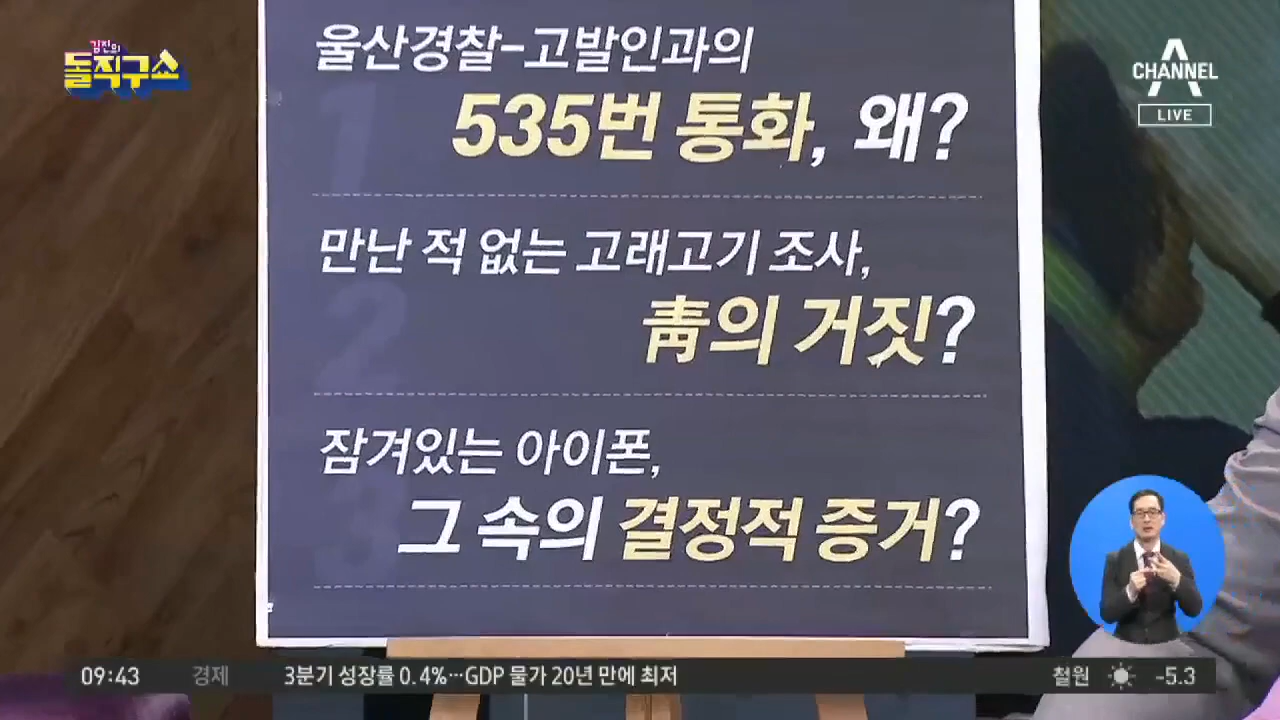 김진의
돌직구쇼
CHANNEL
LIVE
울산경찰-고발인과의
1
535번 통화, 왜?
만난 적 없는 고래고기 조사,
2
靑의 거짓?
잠겨있는 아이폰,
3
그 속의 결정적 증거?
09:43 경제 3분기 성장률 0.4%…GDP 물가 20년 만에 최저 철원 -5.3